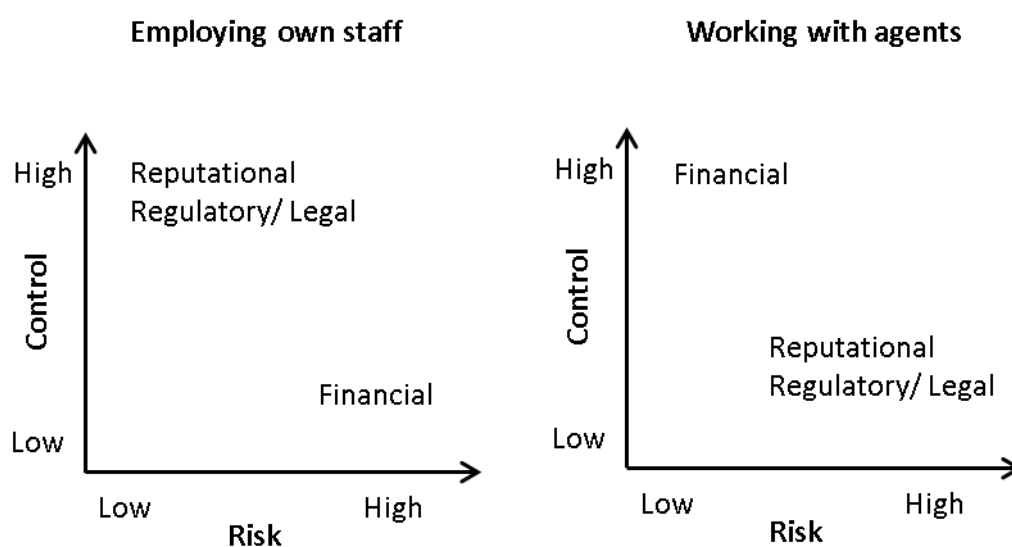 Employing own staff
High
Reputational
Regulatory/ Legal
Control
Financial
Low
Low
High
Risk
Working with agents
High
Financial
Control
Reputational
Regulatory/ Legal
Low
Low
High
Risk